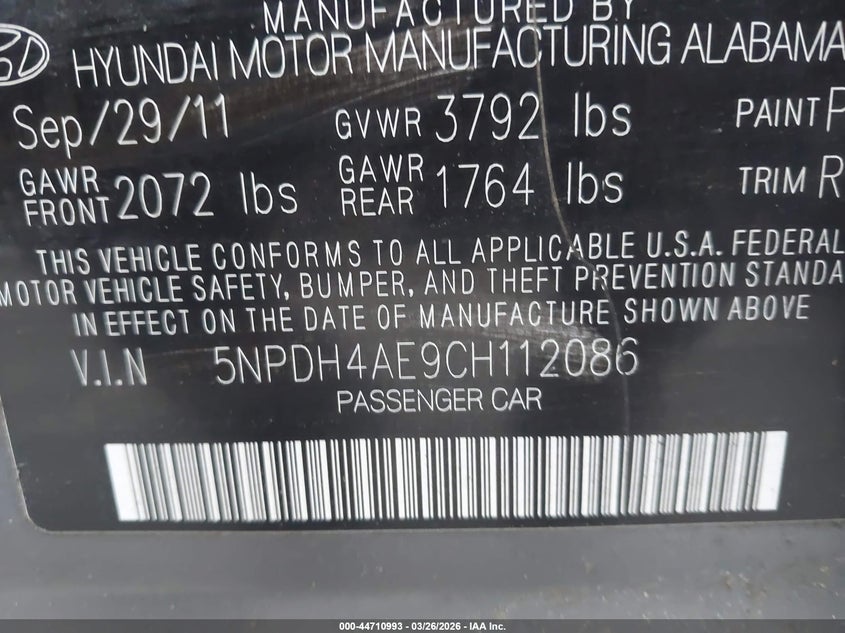 MANUFACTURED BY
HYUNDAI MOTOR MANUFACTURING ALABAMA
Sep/29/11 GVWR 3792 lbs PAINT P
GAWR FRONT 2072 lbs GAWR REAR 1764 lbs TRIM R
THIS VEHICLE CONFORMS TO ALL APPLICABLE U.S.A. FEDERAL
MOTOR VEHICLE SAFETY, BUMPER, AND THEFT PREVENTION STANDA
IN EFFECT ON THE DATE OF MANUFACTURE SHOWN ABOVE
V.I.N 5NPDH4AE9CH112086
PASSENGER CAR
000-44710993 // 03/26/2026 -- IAA Inc.